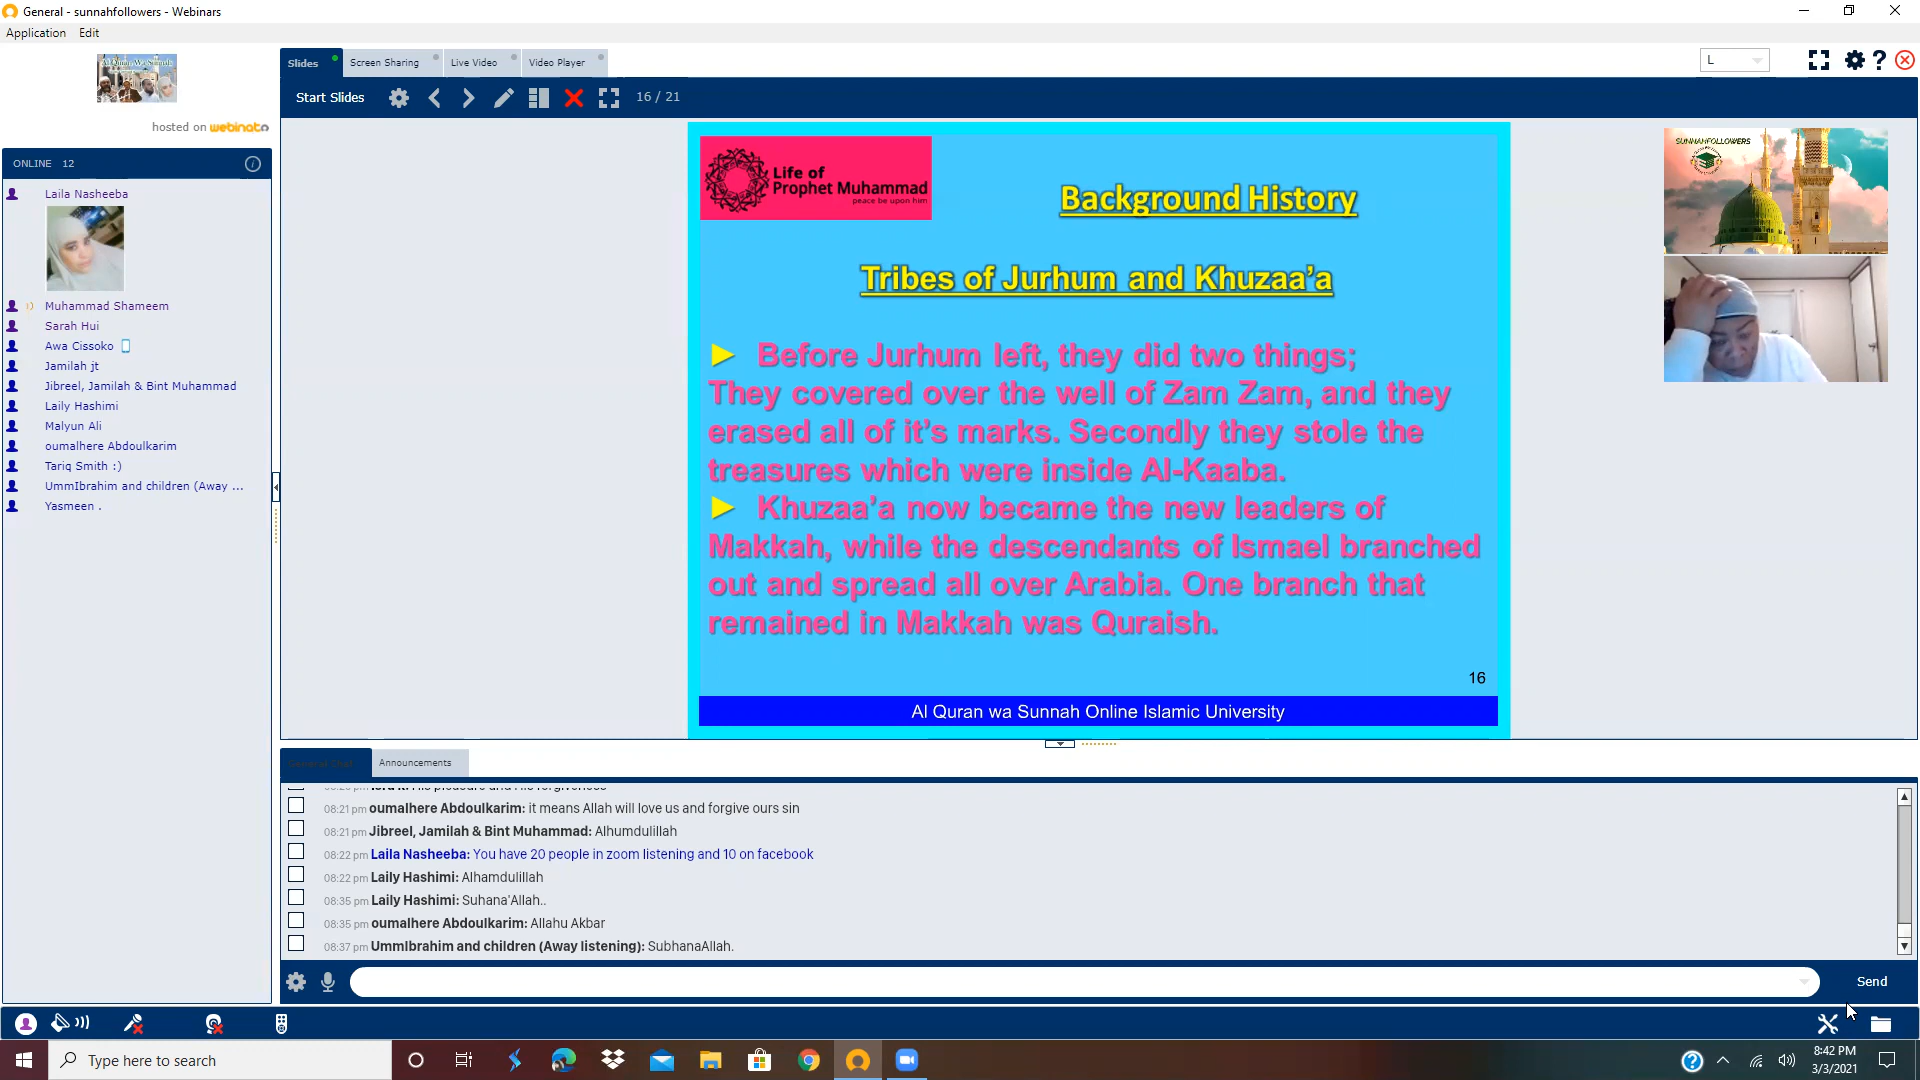 General - sunnahfollowers - Webinars
Application Edit
hosted on webinato
ONLINE 12
Laila Nasheeba
Muhammad Shameem
Sarah Hui
Awa Cissoko
Jamilah jt
Jibreel, Jamilah & Bint Muhammad
Laily Hashimi
Malyun Ali
oumalhere Abdoulkarim
Tariq Smith :)
UmmIbrahim and children (Away ...
Yasmeen .
Slides Screen Sharing Live Video Video Player
L
Start Slides 16 / 21
Life of
Prophet Muhammad
peace be upon him
Background History
Tribes of Jurhum and Khuzaa’a
► Before Jurhum left, they did two things;
They covered over the well of Zam Zam, and they
erased all of it’s marks. Secondly they stole the
treasures which were inside Al-Kaaba.
► Khuzaa’a now became the new leaders of
Makkah, while the descendants of Ismael branched
out and spread all over Arabia. One branch that
remained in Makkah was Quraish.
16
Al Quran wa Sunnah Online Islamic University
SUNNAHFOLLOWERS
General Chat Announcements
08:21 pm oumalhere Abdoulkarim: it means Allah will love us and forgive ours sin
08:21 pm Jibreel, Jamilah & Bint Muhammad: Alhumdulillah
08:22 pm Laila Nasheeba: You have 20 people in zoom listening and 10 on facebook
08:22 pm Laily Hashimi: Alhamdulillah
08:35 pm Laily Hashimi: Suhana'Allah..
08:35 pm oumalhere Abdoulkarim: Allahu Akbar
08:37 pm UmmIbrahim and children (Away listening): SubhanaAllah.
Send
Type here to search
8:42 PM
3/3/2021